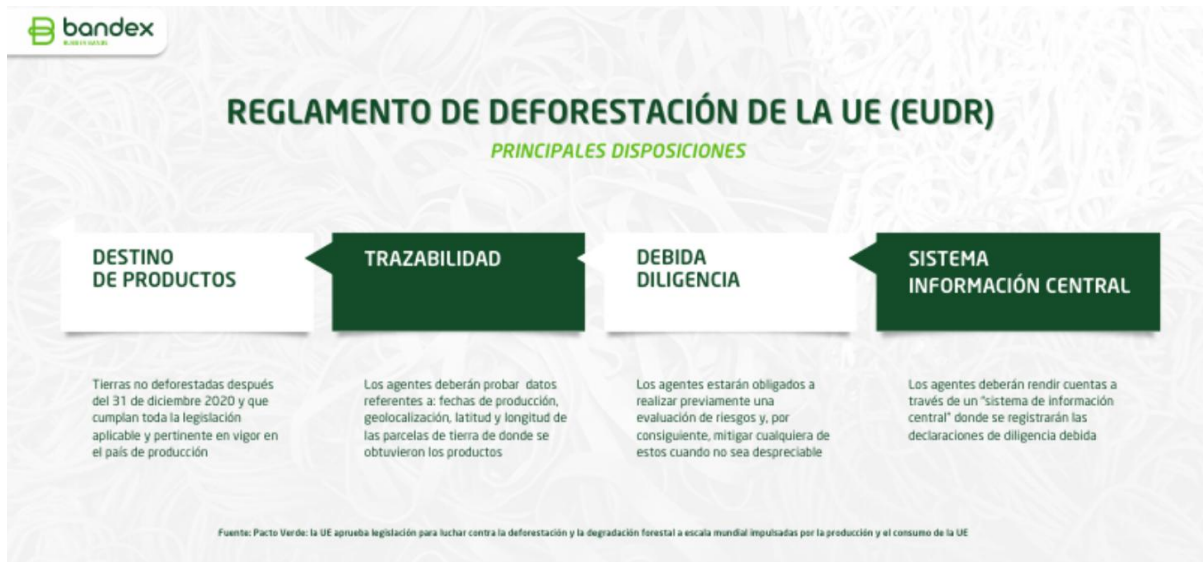 bandex
REGLAMENTO DE DEFORESTACIÓN DE LA UE (EUDR)
PRINCIPALES DISPOSICIONES
DESTINO
DE PRODUCTOS
Tierras no deforestadas después
del 31 de diciembre 2020 y que
cumplan toda la legislación
aplicable y pertinente en vigor en
el país de producción
TRAZABILIDAD
Los agentes deberán probar datos
referentes a: fechas de producción,
geolocalización, latitud y longitud de
las parcelas de tierra de donde se
obtuvieron los productos
DEBIDA
DILIGENCIA
Los agentes estarán obligados a
realizar previamente una
evaluación de riesgos y, por
consiguiente, mitigar cualquiera de
estos cuando no sea despreciable
SISTEMA
INFORMACIÓN CENTRAL
Los agentes deberán rendir cuentas a
través de un "sistema de información
central" donde se registrarán las
declaraciones de diligencia debida
Fuente: Pacto Verde: la UE aprueba legislación para luchar contra la deforestación y la degradación forestal a escala mundial impulsadas por la producción y el consumo de la UE